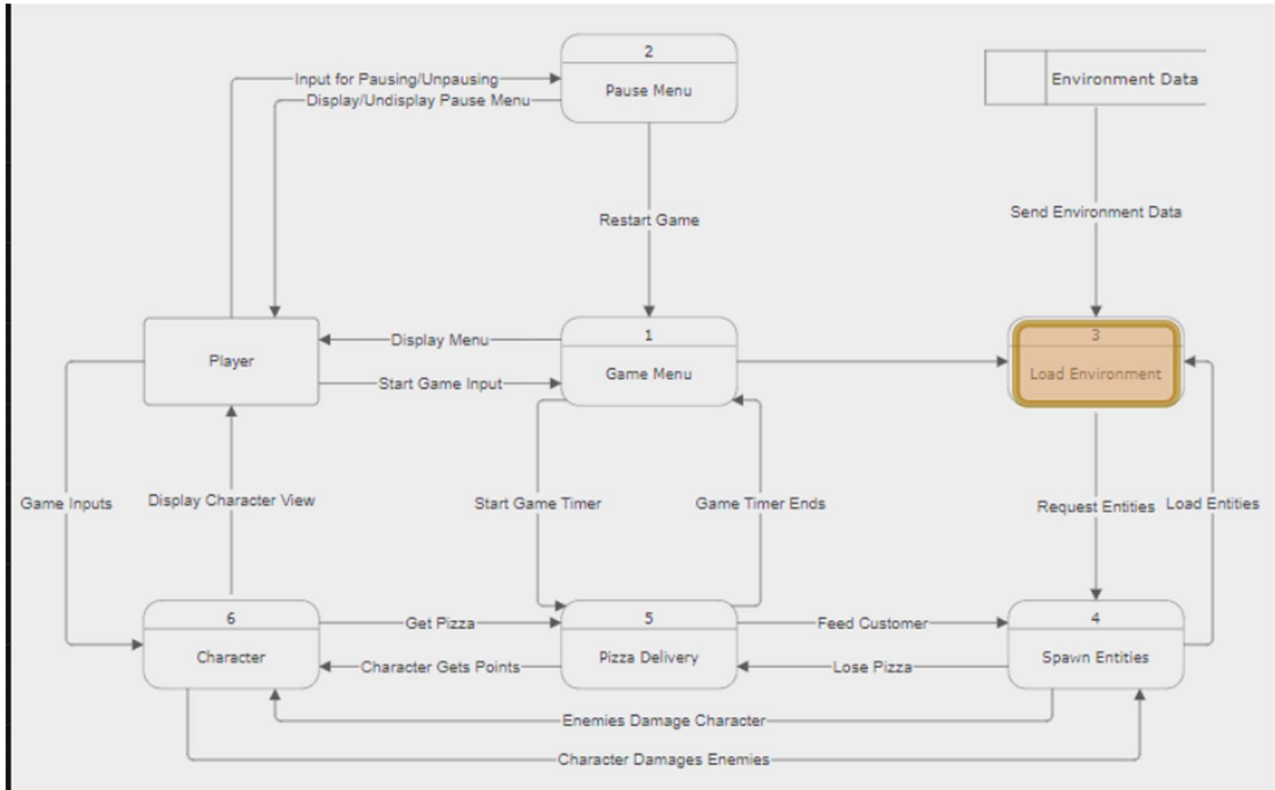 2
Input for Pausing/Unpausing
Pause Menu
Environment Data
Display/Undisplay Pause Menu
Send Environment Data
Restart Game
1
3
Display Menu
Player
Game Menu
Load Environment
Start Game Input
Game Inputs
Display Character View
Start Game Timer
Game Timer Ends
Request Entities
Load Entities
6
5
4
Get Pizza
Feed Customer
Character
Pizza Delivery
Spawn Entities
Character Gets Points
Lose Pizza
Enemies Damage Character
Character Damages Enemies